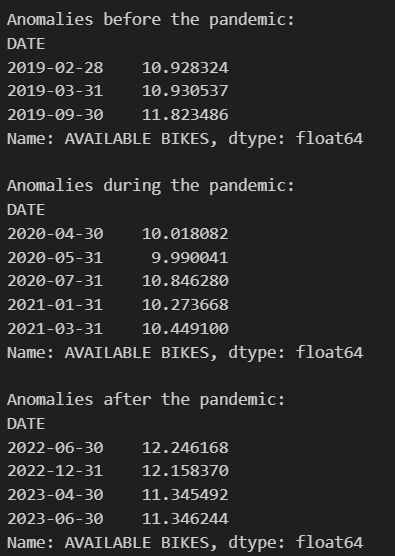 Anomalies before the pandemic:
DATE
2019-02-28    10.928324
2019-03-31    10.930537
2019-09-30    11.823486
Name: AVAILABLE BIKES, dtype: float64

Anomalies during the pandemic:
DATE
2020-04-30    10.018082
2020-05-31     9.990041
2020-07-31    10.846280
2021-01-31    10.273668
2021-03-31    10.449100
Name: AVAILABLE BIKES, dtype: float64

Anomalies after the pandemic:
DATE
2022-06-30    12.246168
2022-12-31    12.158370
2023-04-30    11.345492
2023-06-30    11.346244
Name: AVAILABLE BIKES, dtype: float64